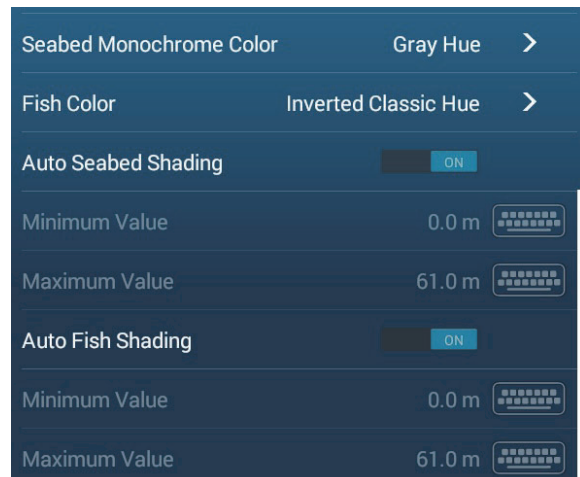 Seabed Monochrome Color Gray Hue
Fish Color Inverted Classic Hue
Auto Seabed Shading ON
Minimum Value 0.0 m
Maximum Value 61.0 m
Auto Fish Shading ON
Minimum Value 0.0 m
Maximum Value 61.0 m